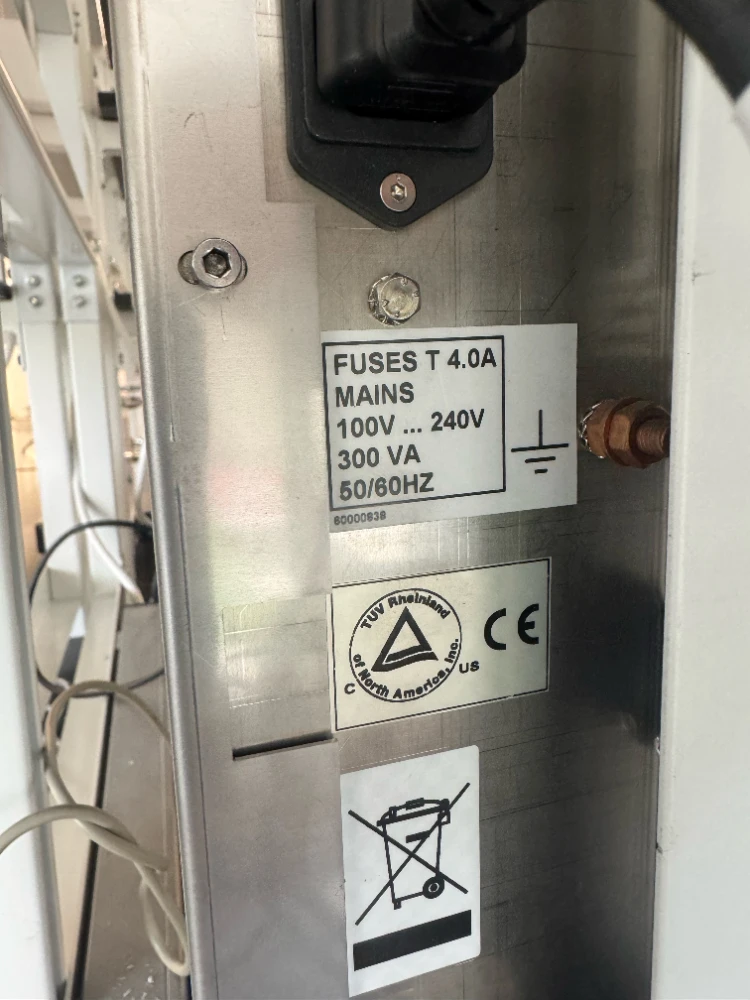 FUSES T 4.0A
MAINS
100V ... 240V
300 VA
50/60HZ
60000938
TUV Rheinland
of North America, Inc.
C US
CE